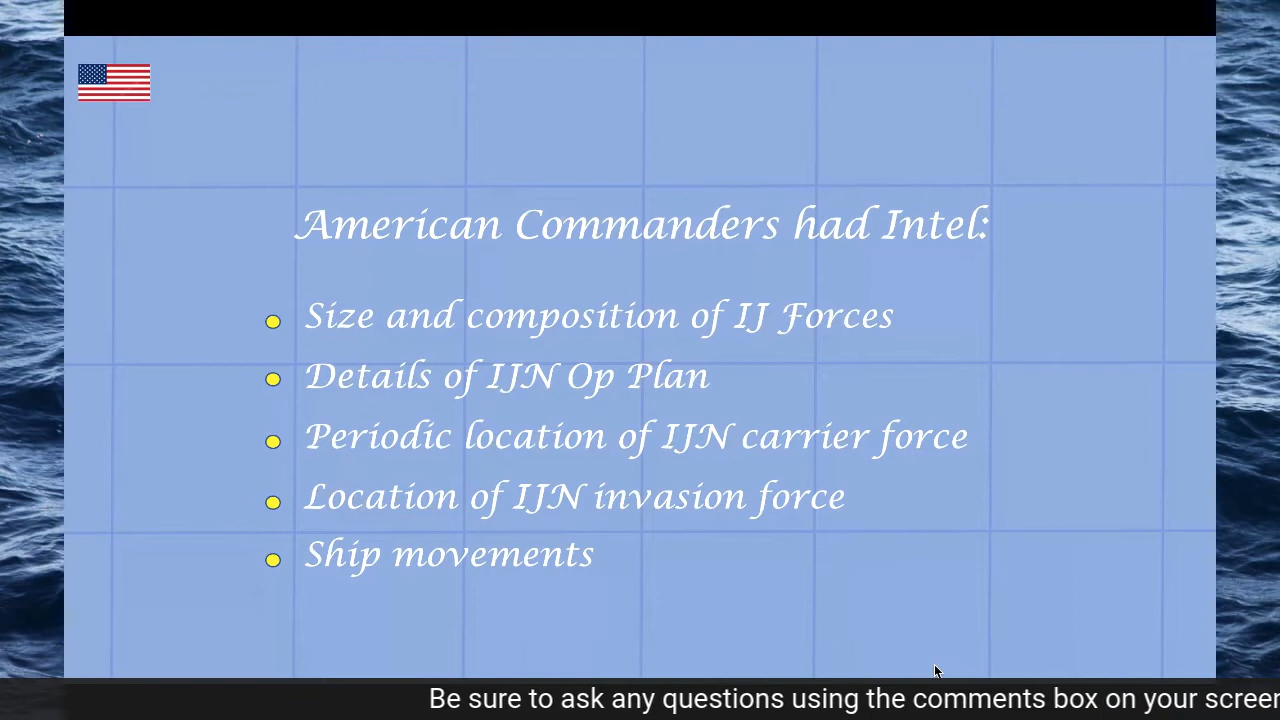 American Commanders had Intel:
Size and composition of IJ Forces
Details of IJN Op Plan
Periodic location of IJN carrier force
Location of IJN invasion force
Ship movements
Be sure to ask any questions using the comments box on your screen